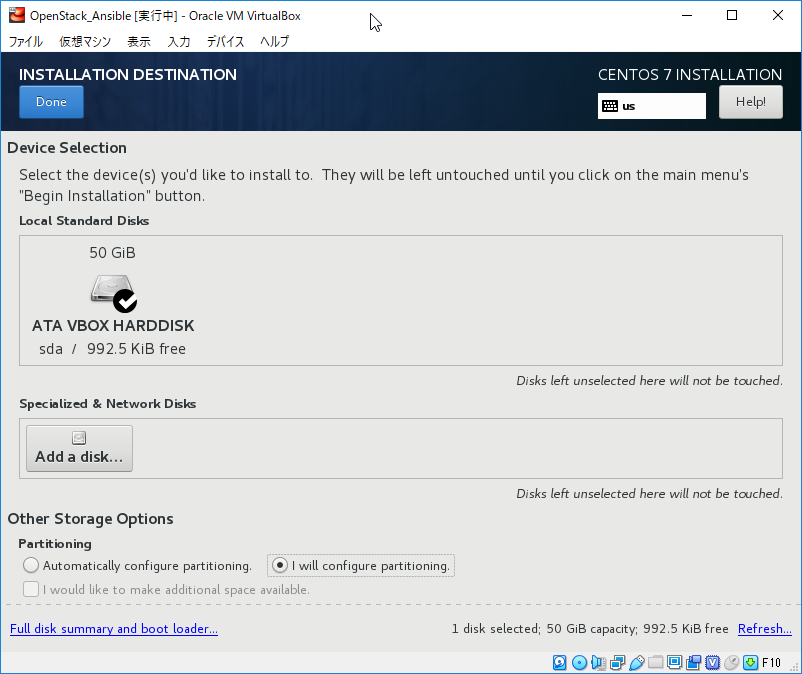 OpenStack_Ansible [実行中] - Oracle VM VirtualBox
ファイル 仮想マシン 表示 入力 デバイス ヘルプ
INSTALLATION DESTINATION
CENTOS 7 INSTALLATION
Done
us
Help!
Device Selection
Select the device(s) you'd like to install to. They will be left untouched until you click on the main menu's
"Begin Installation" button.
Local Standard Disks
50 GiB
ATA VBOX HARDDISK
sda / 992.5 KiB free
Disks left unselected here will not be touched.
Specialized & Network Disks
Add a disk...
Disks left unselected here will not be touched.
Other Storage Options
Partitioning
Automatically configure partitioning. I will configure partitioning.
I would like to make additional space available.
Full disk summary and boot loader... 1 disk selected; 50 GiB capacity; 992.5 KiB free Refresh...
F10